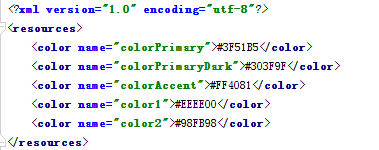 <?xml version="1.0" encoding="utf-8"?>
<resources>
<color name="colorPrimary">#3F51B5</color>
<color name="colorPrimaryDark">#303F9F</color>
<color name="colorAccent">#FF4081</color>
<color name="color1">#EEEE00</color>
<color name="color2">#98FB98</color>
</resources>